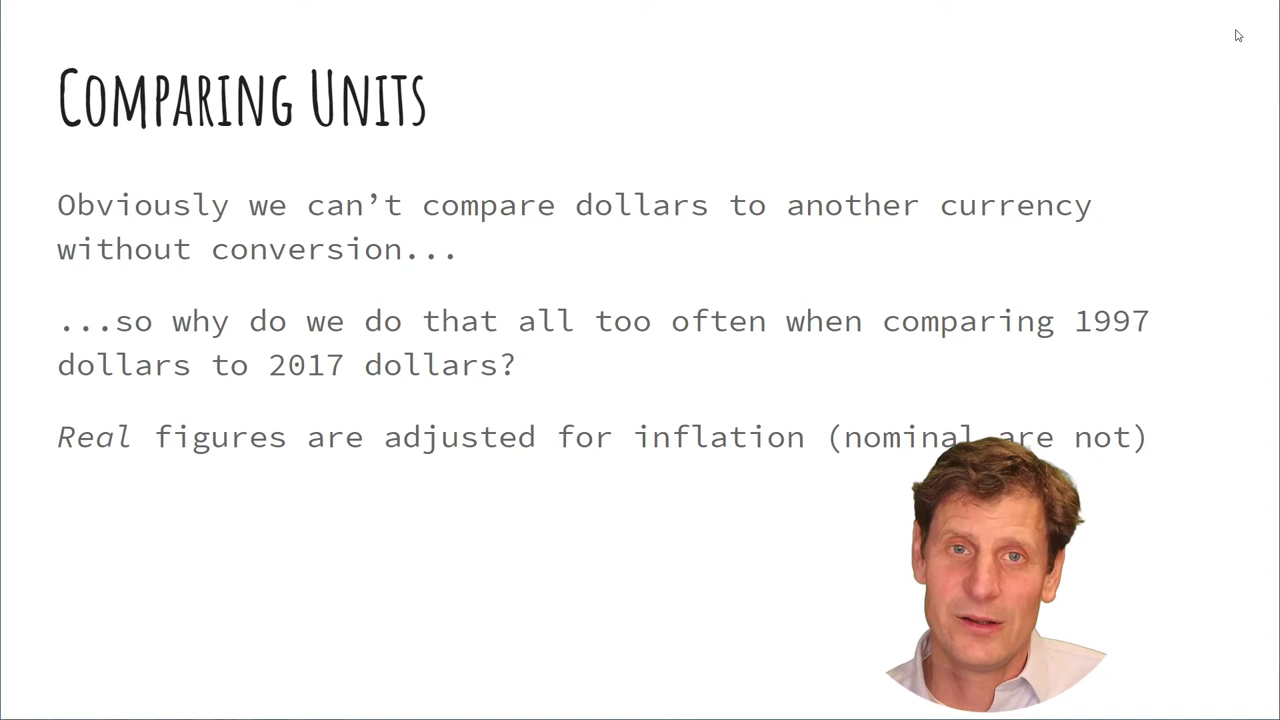 Comparing Units
Obviously we can’t compare dollars to another currency
without conversion...
...so why do we do that all too often when comparing 1997
dollars to 2017 dollars?
Real figures are adjusted for inflation (nominal are not)